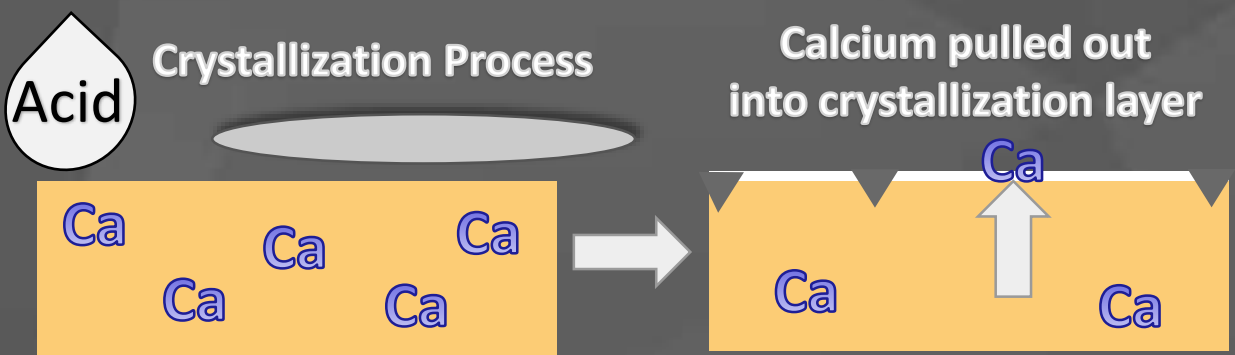 Acid
Crystallization Process
Calcium pulled out
into crystallization layer
Ca
Ca
Ca
Ca
Ca
Ca
Ca
Ca